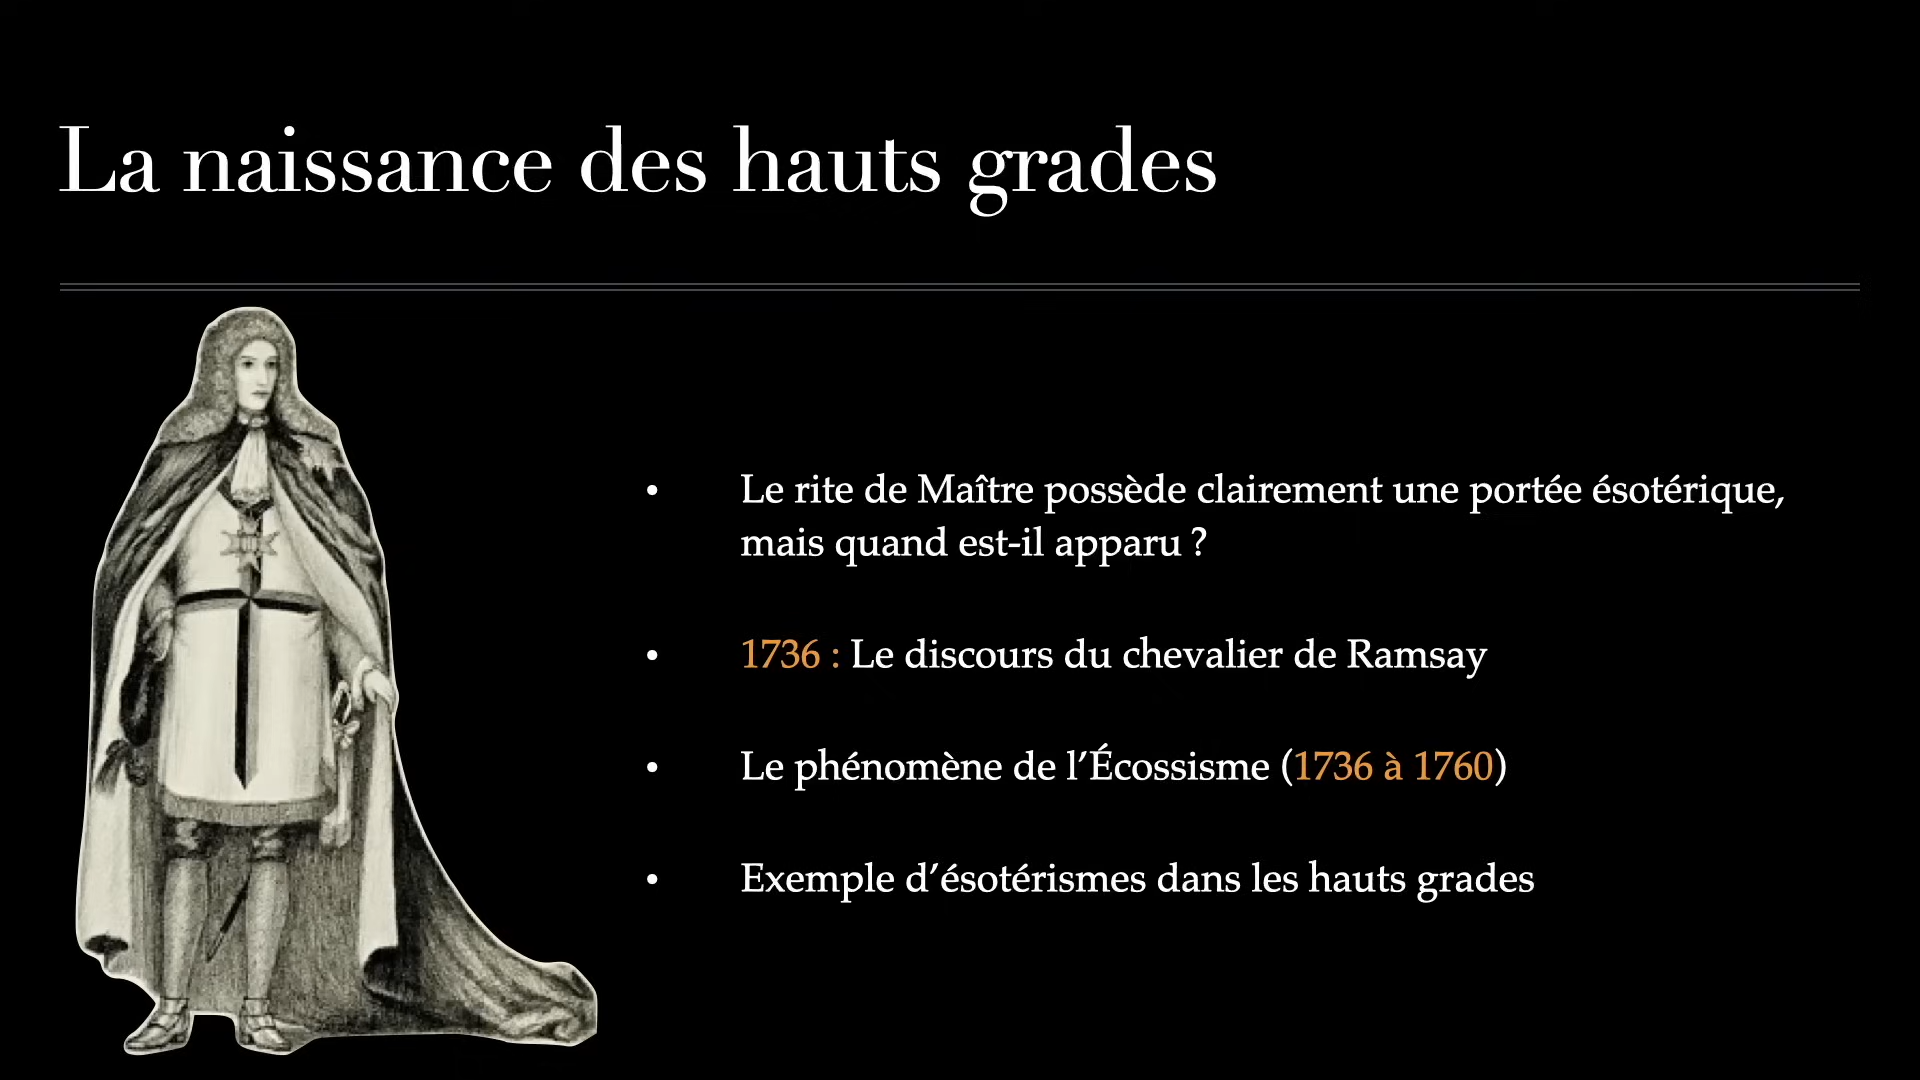 La naissance des hauts grades
• Le rite de Maître possède clairement une portée ésotérique,
mais quand est-il apparu ?
• 1736 : Le discours du chevalier de Ramsay
• Le phénomène de l’Écossisme (1736 à 1760)
• Exemple d’ésotérismes dans les hauts grades